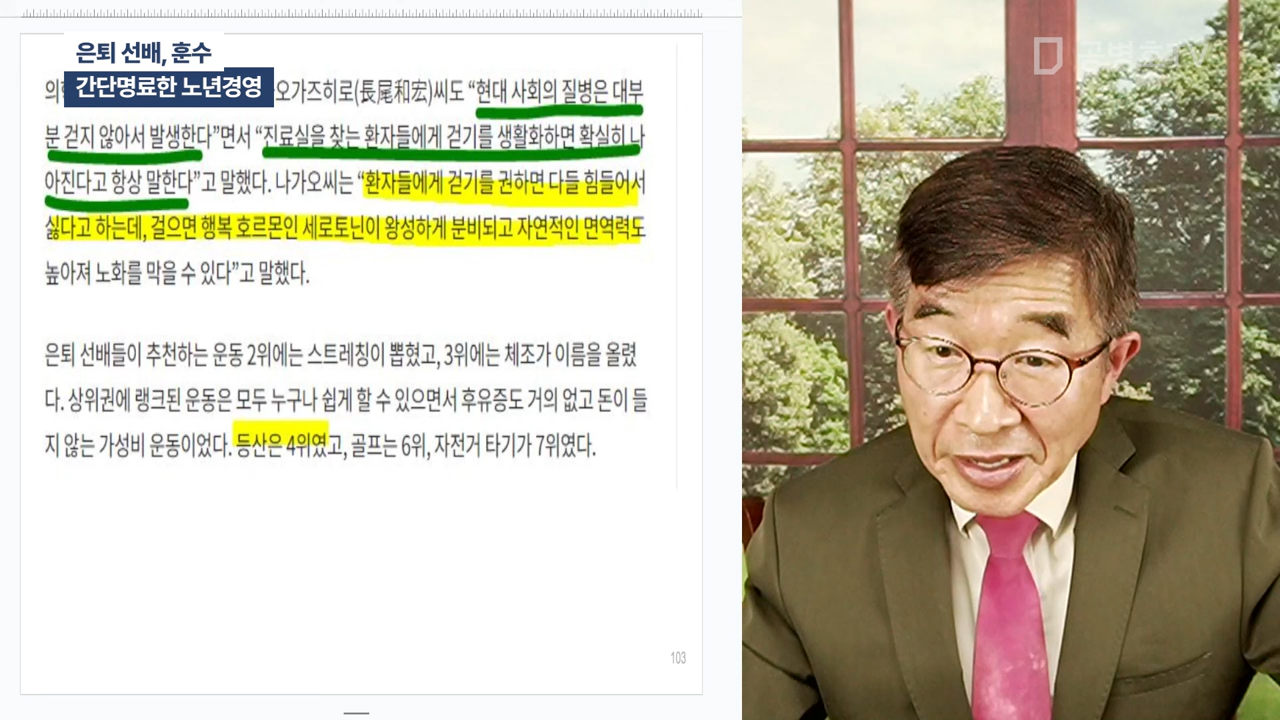 은퇴 선배, 훈수
간단명료한 노년경영
의 오가즈히로(長尾和宏)씨도 “현대 사회의 질병은 대부
분 걷지 않아서 발생한다”면서 “진료실을 찾는 환자들에게 걷기를 생활화하면 확실히 나
아진다고 항상 말한다”고 말했다. 나가오씨는 “환자들에게 걷기를 권하면 다들 힘들어서
싫다고 하는데, 걸으면 행복 호르몬인 세로토닌이 왕성하게 분비되고 자연적인 면역력도
높아져 노화를 막을 수 있다”고 말했다.
은퇴 선배들이 추천하는 운동 2위에는 스트레칭이 뽑혔고, 3위에는 체조가 이름을 올렸
다. 상위권에 랭크된 운동은 모두 누구나 쉽게 할 수 있으면서 후유증도 거의 없고 돈이 들
지 않는 가성비 운동이었다. 등산은 4위였고, 골프는 6위, 자전거 타기가 7위였다.
103